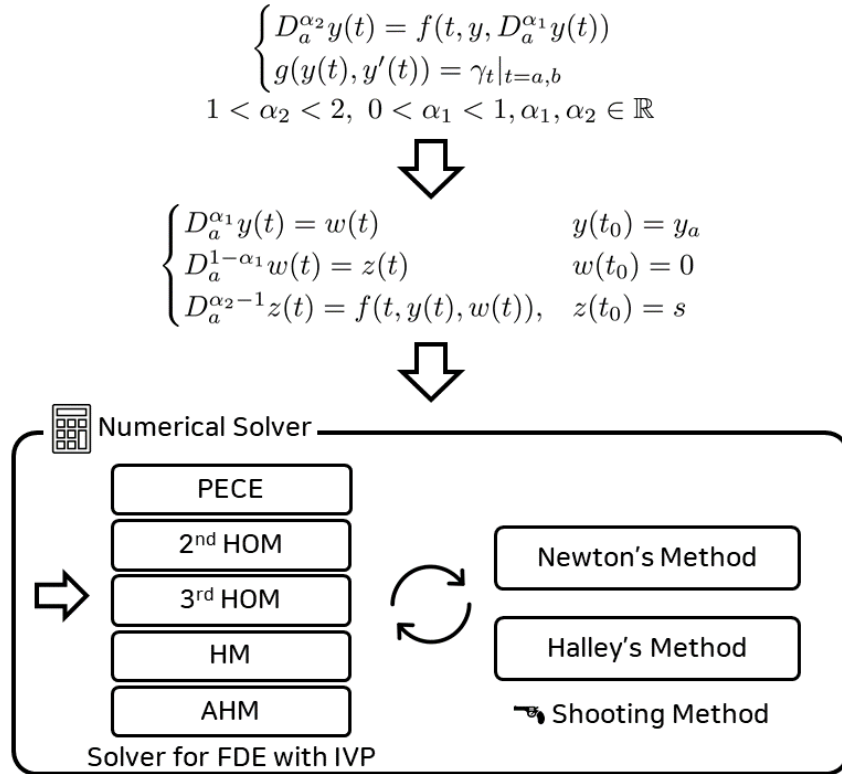 D_a^{α_2} y(t) = f(t, y, D_a^{α_1} y(t))
g(y(t), y′(t)) = γ_t|_{t=a,b}
1 < α_2 < 2, 0 < α_1 < 1, α_1, α_2 ∈ ℝ
D_a^{α_1} y(t) = w(t) y(t_0) = y_a
D_a^{1−α_1} w(t) = z(t) w(t_0) = 0
D_a^{α_2−1} z(t) = f(t, y(t), w(t)), z(t_0) = s
Numerical Solver
PECE
2nd HOM
3rd HOM
HM
AHM
Solver for FDE with IVP
Newton's Method
Halley's Method
Shooting Method